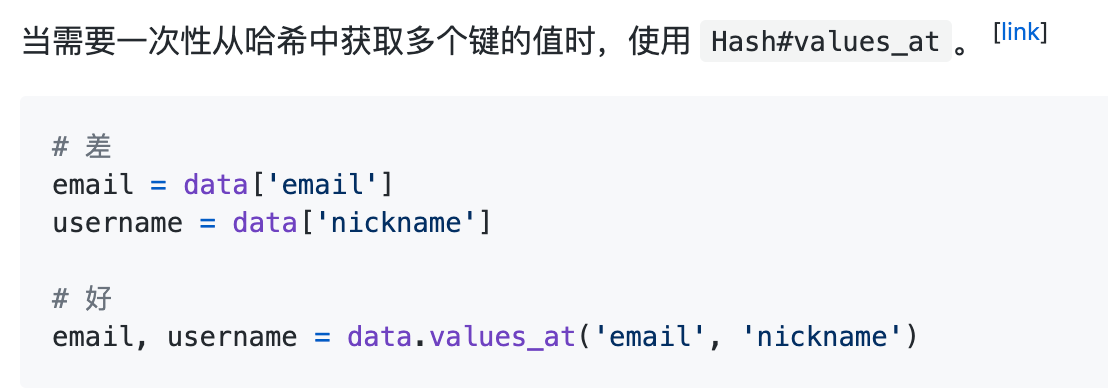 当需要一次性从哈希中获取多个键的值时，使用 Hash#values_at 。 [link]
# 差
email = data['email']
username = data['nickname']
# 好
email, username = data.values_at('email', 'nickname')